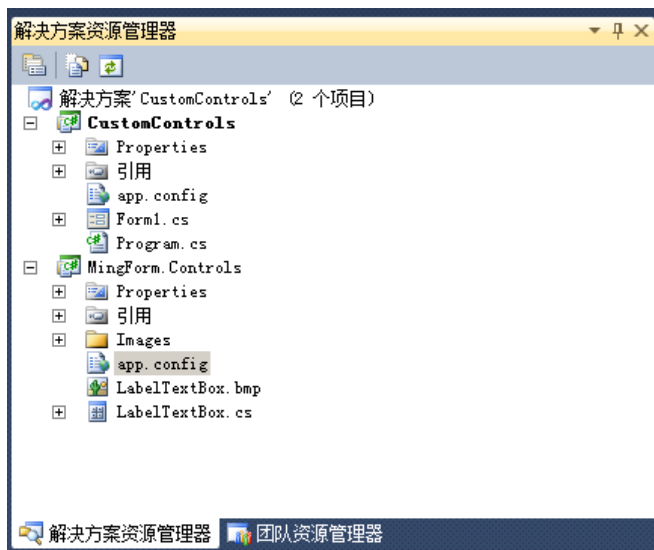 解决方案资源管理器
解决方案'CustomControls' (2 个项目)
CustomControls
Properties
引用
app.config
Form1.cs
Program.cs
MingForm.Controls
Properties
引用
Images
app.config
LabelTextBox.bmp
LabelTextBox.cs
解决方案资源管理器 团队资源管理器